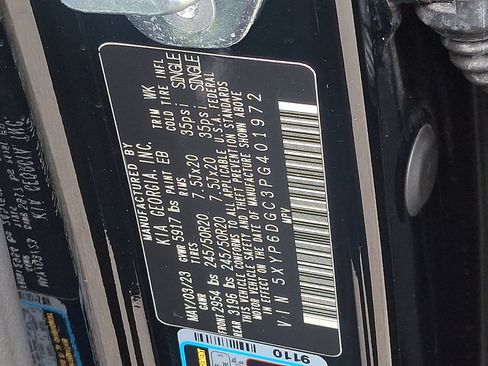 MANUFACTURED BY
KIA GEORGIA, INC.
MAY/03/23 PAINT EB TRIM WK
GVWR 5917 lbs
GAWR TIRES RIMS COLD TIRE INFL
FRONT 2954 lbs 245/50R20 7.5JX20 35psi SINGLE
REAR 3196 lbs 245/50R20 7.5JX20 35psi SINGLE
THIS VEHICLE CONFORMS TO ALL APPLICABLE U.S.A. FEDERAL
MOTOR VEHICLE SAFETY AND THEFT PREVENTION STANDARDS
IN EFFECT ON THE DATE OF MANUFACTURE SHOWN ABOVE
VIN 5XYP6DGC3PG401972
MPV
9110